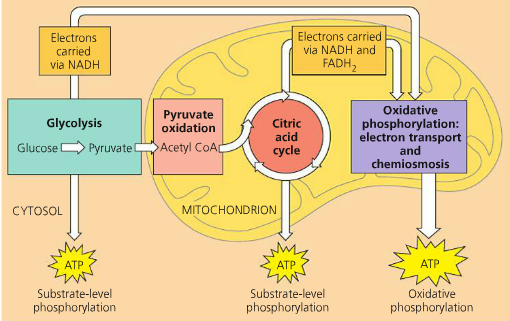 Electrons
carried
via NADH
Electrons carried
via NADH and
FADH₂
Glycolysis
Glucose Pyruvate
Pyruvate
oxidation
Acetyl CoA
Citric
acid
cycle
Oxidative
phosphorylation:
electron transport
and
chemiosmosis
CYTOSOL
MITOCHONDRION
ATP
ATP
ATP
Substrate-level
phosphorylation
Substrate-level
phosphorylation
Oxidative
phosphorylation